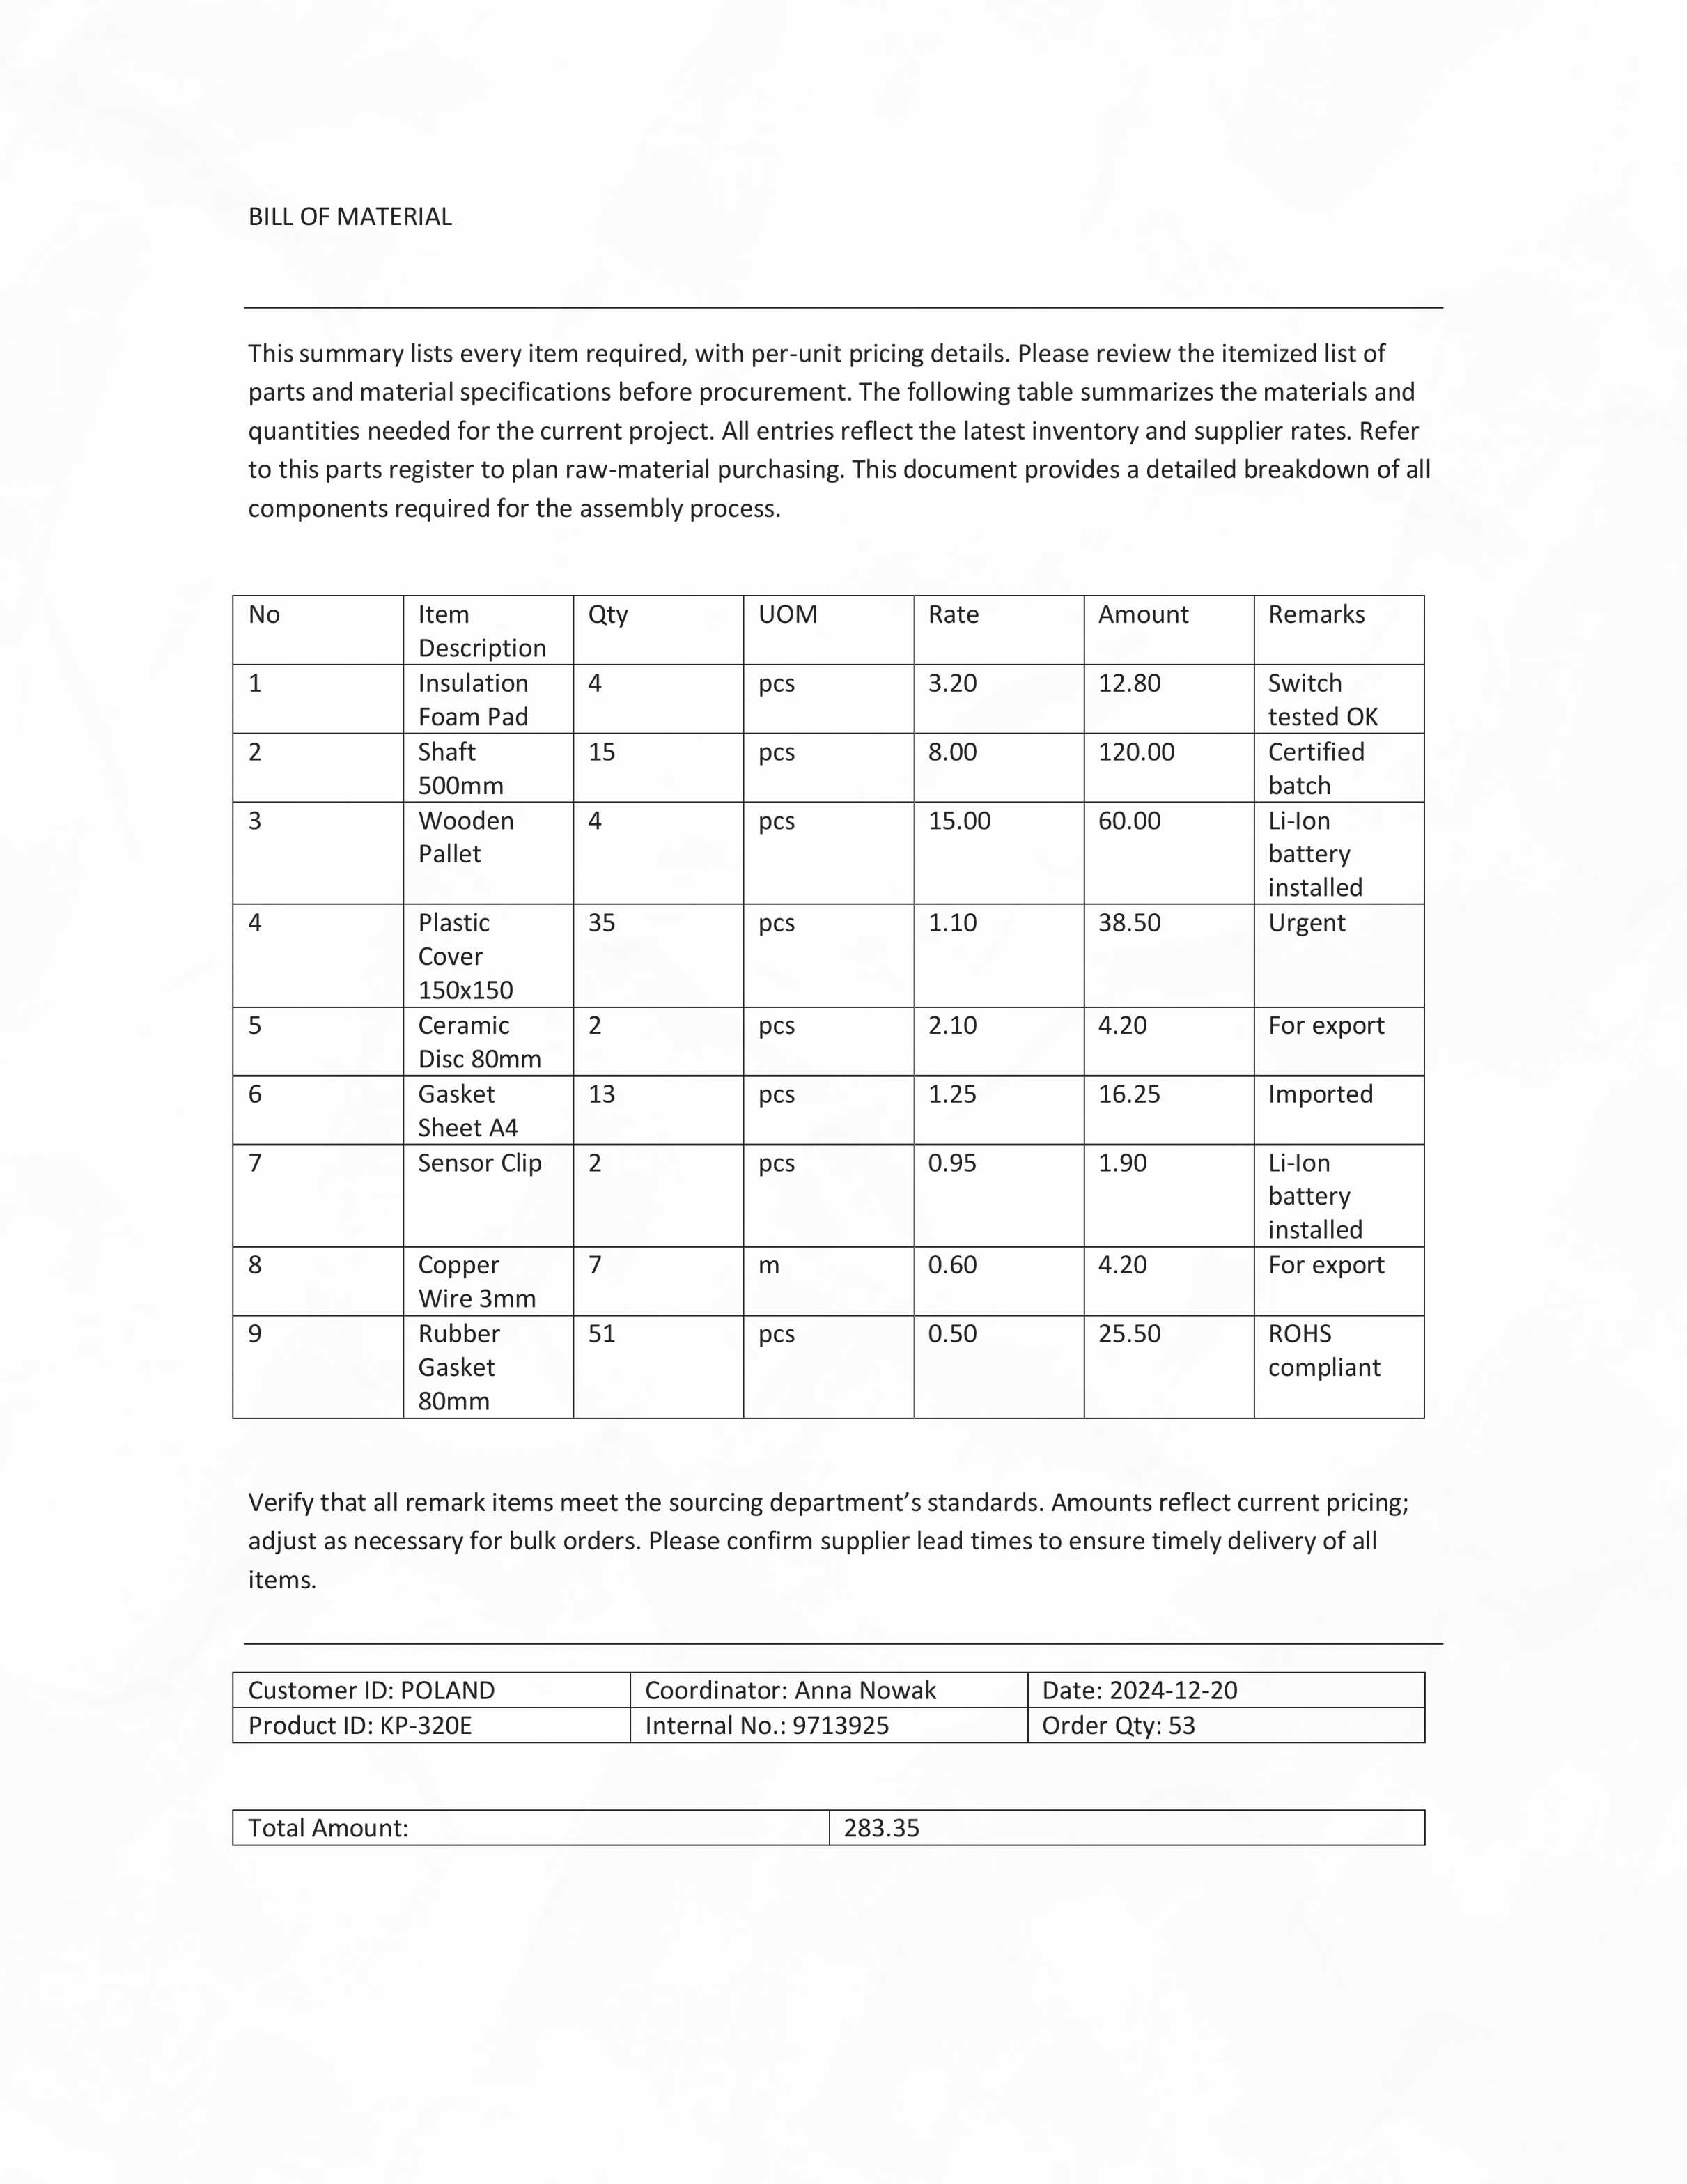 BILL OF MATERIAL
This summary lists every item required, with per-unit pricing details. Please review the itemized list of
parts and material specifications before procurement. The following table summarizes the materials and
quantities needed for the current project. All entries reflect the latest inventory and supplier rates. Refer
to this parts register to plan raw-material purchasing. This document provides a detailed breakdown of all
components required for the assembly process.
No Item Description Qty UOM Rate Amount Remarks
1 Insulation Foam Pad 4 pcs 3.20 12.80 Switch tested OK
2 Shaft 500mm 15 pcs 8.00 120.00 Certified batch
3 Wooden Pallet 4 pcs 15.00 60.00 Li-Ion battery installed
4 Plastic Cover 150x150 35 pcs 1.10 38.50 Urgent
5 Ceramic Disc 80mm 2 pcs 2.10 4.20 For export
6 Gasket Sheet A4 13 pcs 1.25 16.25 Imported
7 Sensor Clip 2 pcs 0.95 1.90 Li-Ion battery installed
8 Copper Wire 3mm 7 m 0.60 4.20 For export
9 Rubber Gasket 80mm 51 pcs 0.50 25.50 ROHS compliant
Verify that all remark items meet the sourcing department’s standards. Amounts reflect current pricing;
adjust as necessary for bulk orders. Please confirm supplier lead times to ensure timely delivery of all
items.
Customer ID: POLAND Coordinator: Anna Nowak Date: 2024-12-20
Product ID: KP-320E Internal No.: 9713925 Order Qty: 53
Total Amount: 283.35